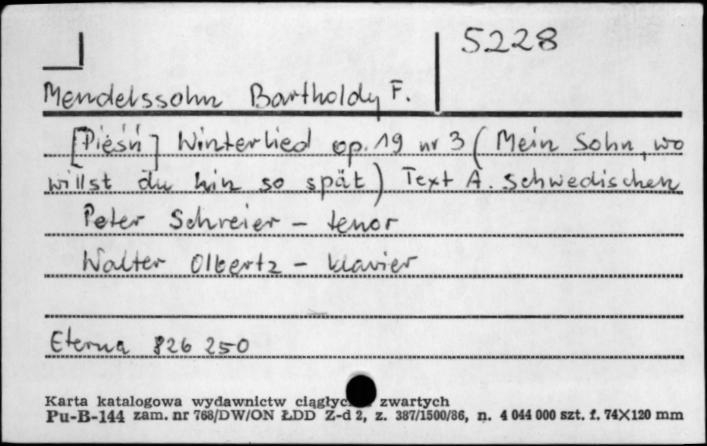 5228
Mendelssohn Bartholdy F.
[Pieśń] Winterlied op. 19 nr 3 (Mein Sohn, wo
willst du hin so spät) Text A. Schwedischen
Peter Schreier – tenor
Walter Olbertz – klavier
Eterna 826 250
Karta katalogowa wydawnictw zwartych
Pu-B-144 zam. nr 768/DW/ON ŁDD Z-d 2, z. 387/1500/86, n. 4 044 000 szt. f. 74×120 mm